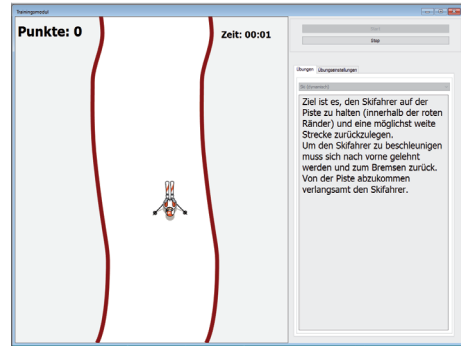 Trainingsmodul
Punkte: 0
Zeit: 00:01
Start
Stop
Übungen Übungseinstellungen
Ziel ist es, den Skifahrer auf der
Piste zu halten (innerhalb der roten
Ränder) und eine möglichst weite
Strecke zurückzulegen.
Um den Skifahrer zu beschleunigen
muss sich nach vorne gelehnt
werden und zum Bremsen zurück.
Von der Piste abzukommen
verlangsamt den Skifahrer.